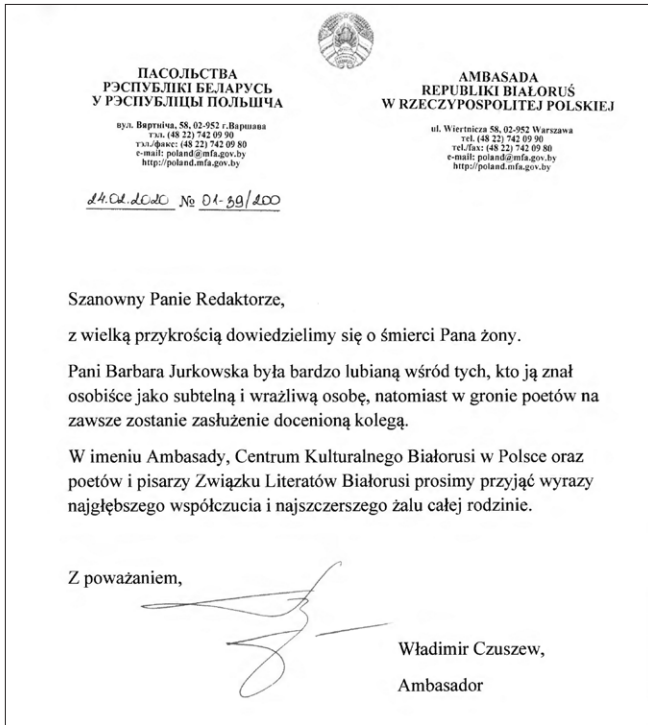 ПАСОЛЬСТВА
РЭСПУБЛІКІ БЕЛАРУСЬ
У РЭСПУБЛІЦЫ ПОЛЬШЧА
вул. Вяртніча, 58, 02-952 г.Варшава
тэл. (48 22) 742 09 90
тэл./факс: (48 22) 742 09 80
e-mail: poland@mfa.gov.by
http://poland.mfa.gov.by
AMBASADA
REPUBLIKI BIAŁORUŚ
W RZECZYPOSPOLITEJ POLSKIEJ
ul. Wiertnicza 58, 02-952 Warszawa
tel. (48 22) 742 09 90
tel./fax: (48 22) 742 09 80
e-mail: poland@mfa.gov.by
http://poland.mfa.gov.by
24.02.2020 № 01-39/200
Szanowny Panie Redaktorze,
z wielką przykrością dowiedzielimy się o śmierci Pana żony.
Pani Barbara Jurkowska była bardzo lubianą wśród tych, kto ją znał
osobiśce jako subtelną i wrażliwą osobę, natomiast w gronie poetów na
zawsze zostanie zasłużenie docenioną kolegą.
W imieniu Ambasady, Centrum Kulturalnego Białorusi w Polsce oraz
poetów i pisarzy Związku Literatów Białorusi prosimy przyjąć wyrazy
najgłębszego współczucia i najszczerszego żalu całej rodzinie.
Z poważaniem,
Władimir Czuszew,
Ambasador